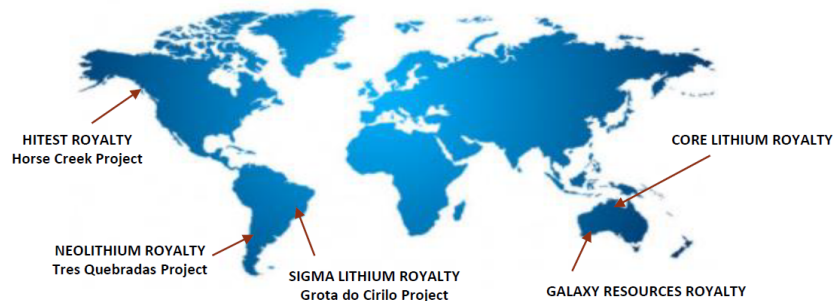 HITEST ROYALTY
Horse Creek Project
CORE LITHIUM ROYALTY
NEOLITHIUM ROYALTY
Tres Quebradas Project
SIGMA LITHIUM ROYALTY
Grota do Cirilo Project
GALAXY RESOURCES ROYALTY